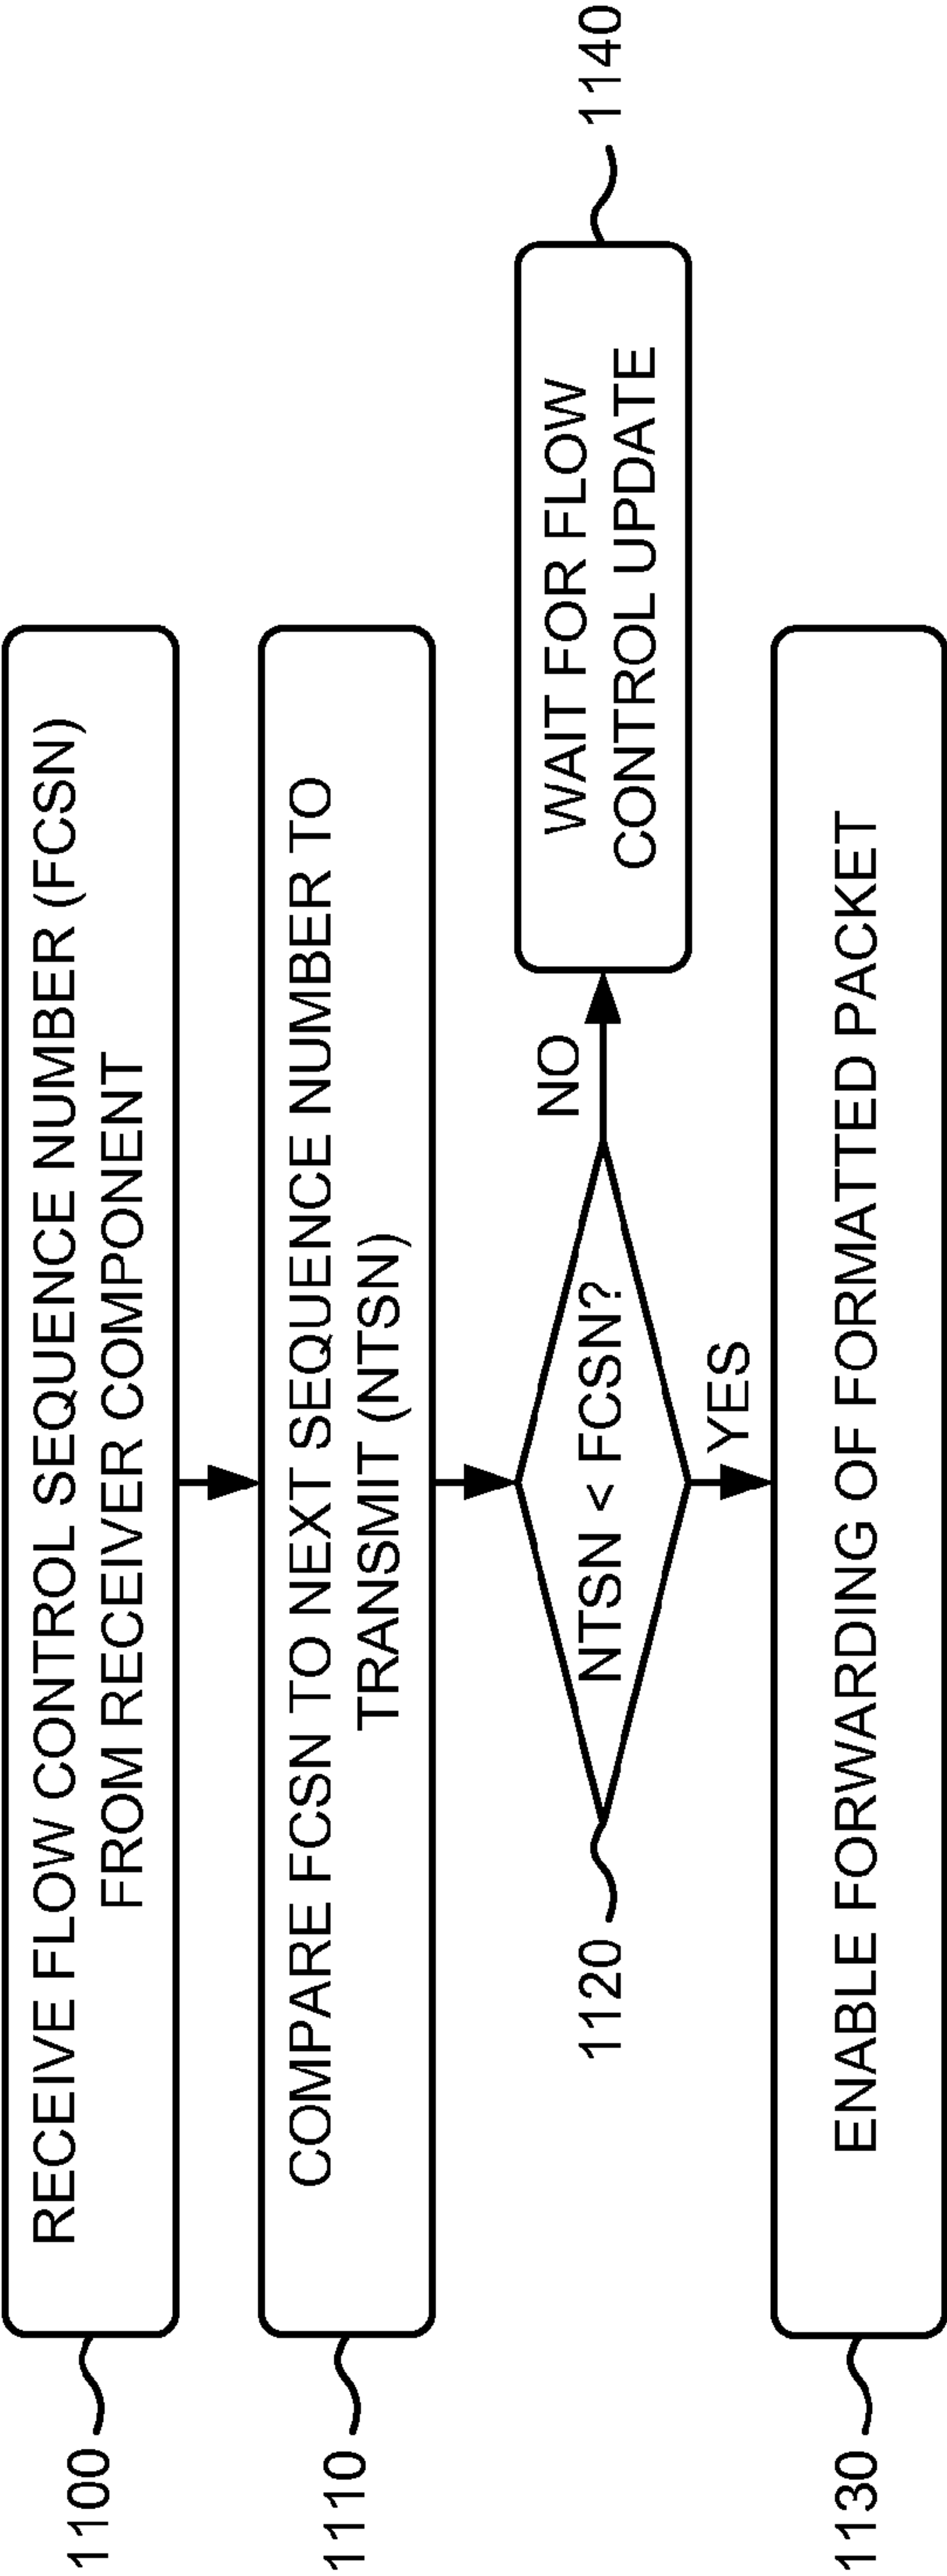 1100
RECEIVE FLOW CONTROL SEQUENCE NUMBER (FCSN)
FROM RECEIVER COMPONENT
1110
COMPARE FCSN TO NEXT SEQUENCE NUMBER TO
TRANSMIT (NTSN)
1120
NTSN < FCSN?
NO
WAIT FOR FLOW
CONTROL UPDATE
1140
YES
1130
ENABLE FORWARDING OF FORMATTED PACKET